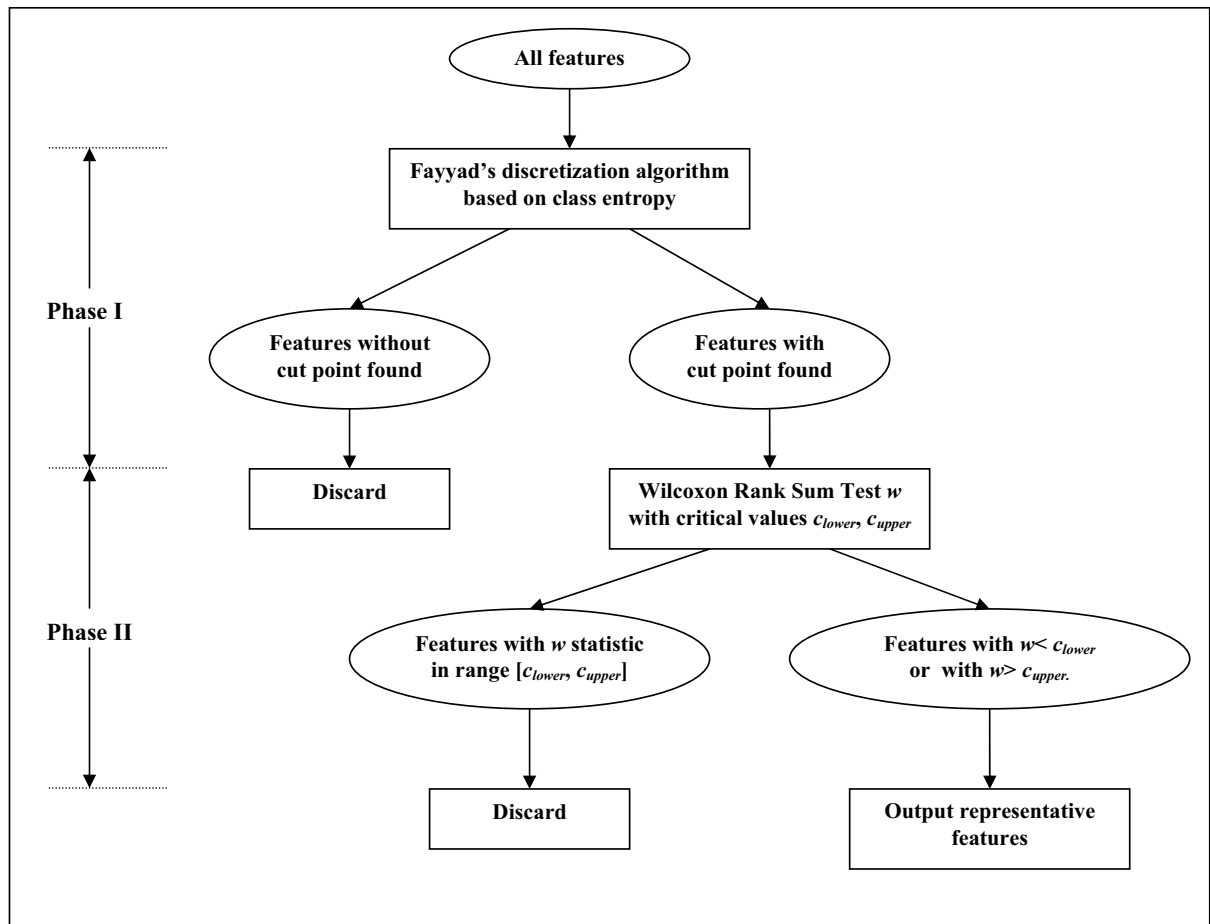 All features
Fayyad’s discretization algorithm
based on class entropy
Phase I
Features without
cut point found
Features with
cut point found
Discard
Wilcoxon Rank Sum Test w
with critical values clower, cupper
Phase II
Features with w statistic
in range [clower, cupper]
Features with w< clower
or with w> cupper.
Discard
Output representative
features